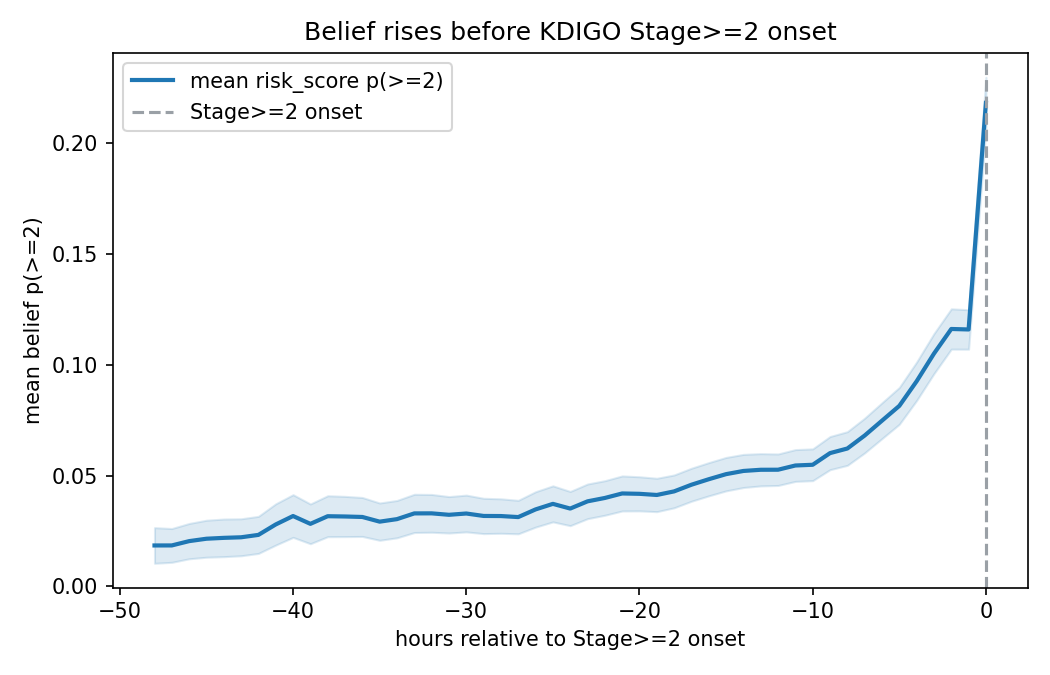 Belief rises before KDIGO Stage>=2 onset
mean risk_score p(>=2)
Stage>=2 onset
mean belief p(>=2)
0.20
0.15
0.10
0.05
0.00
−50
−40
−30
−20
−10
0
hours relative to Stage>=2 onset